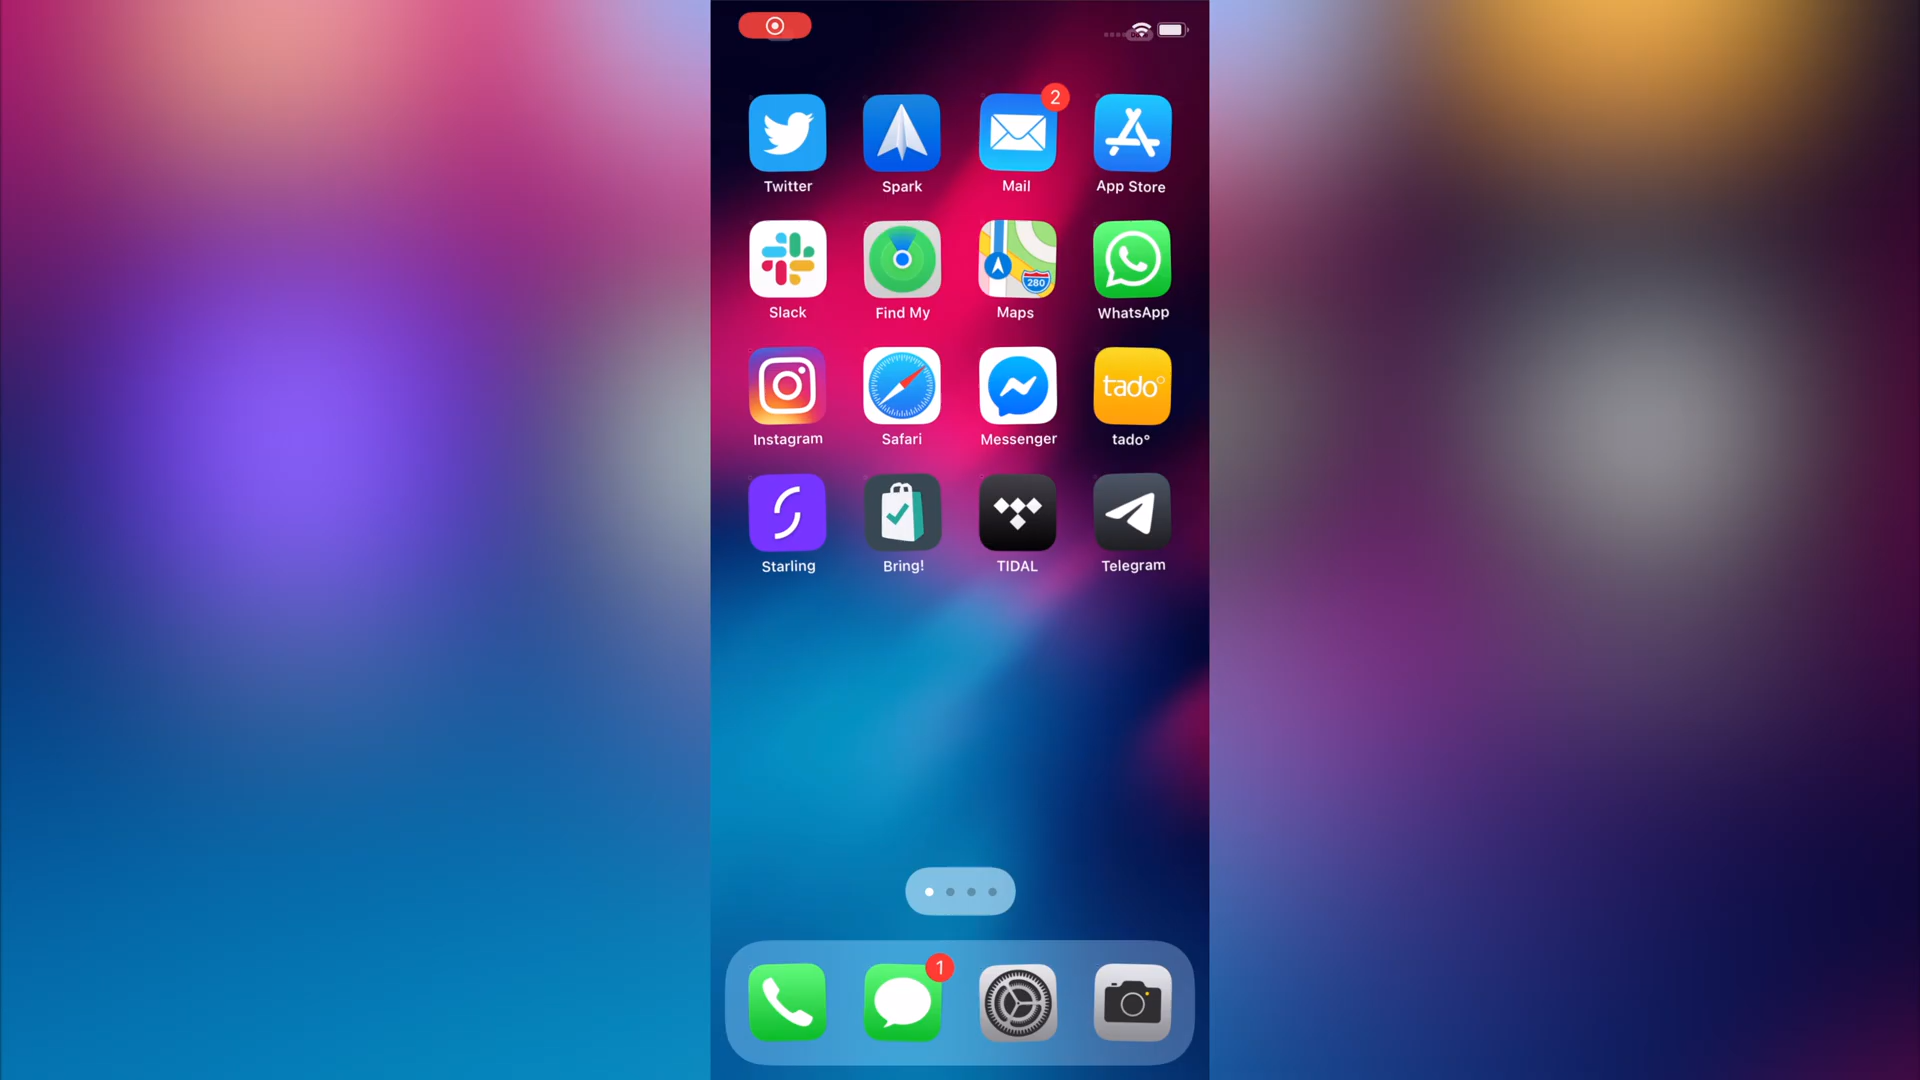 2
Twitter Spark Mail App Store
280
Slack Find My Maps WhatsApp
tado°
Instagram Safari Messenger tado°
Starling Bring! TIDAL Telegram
1